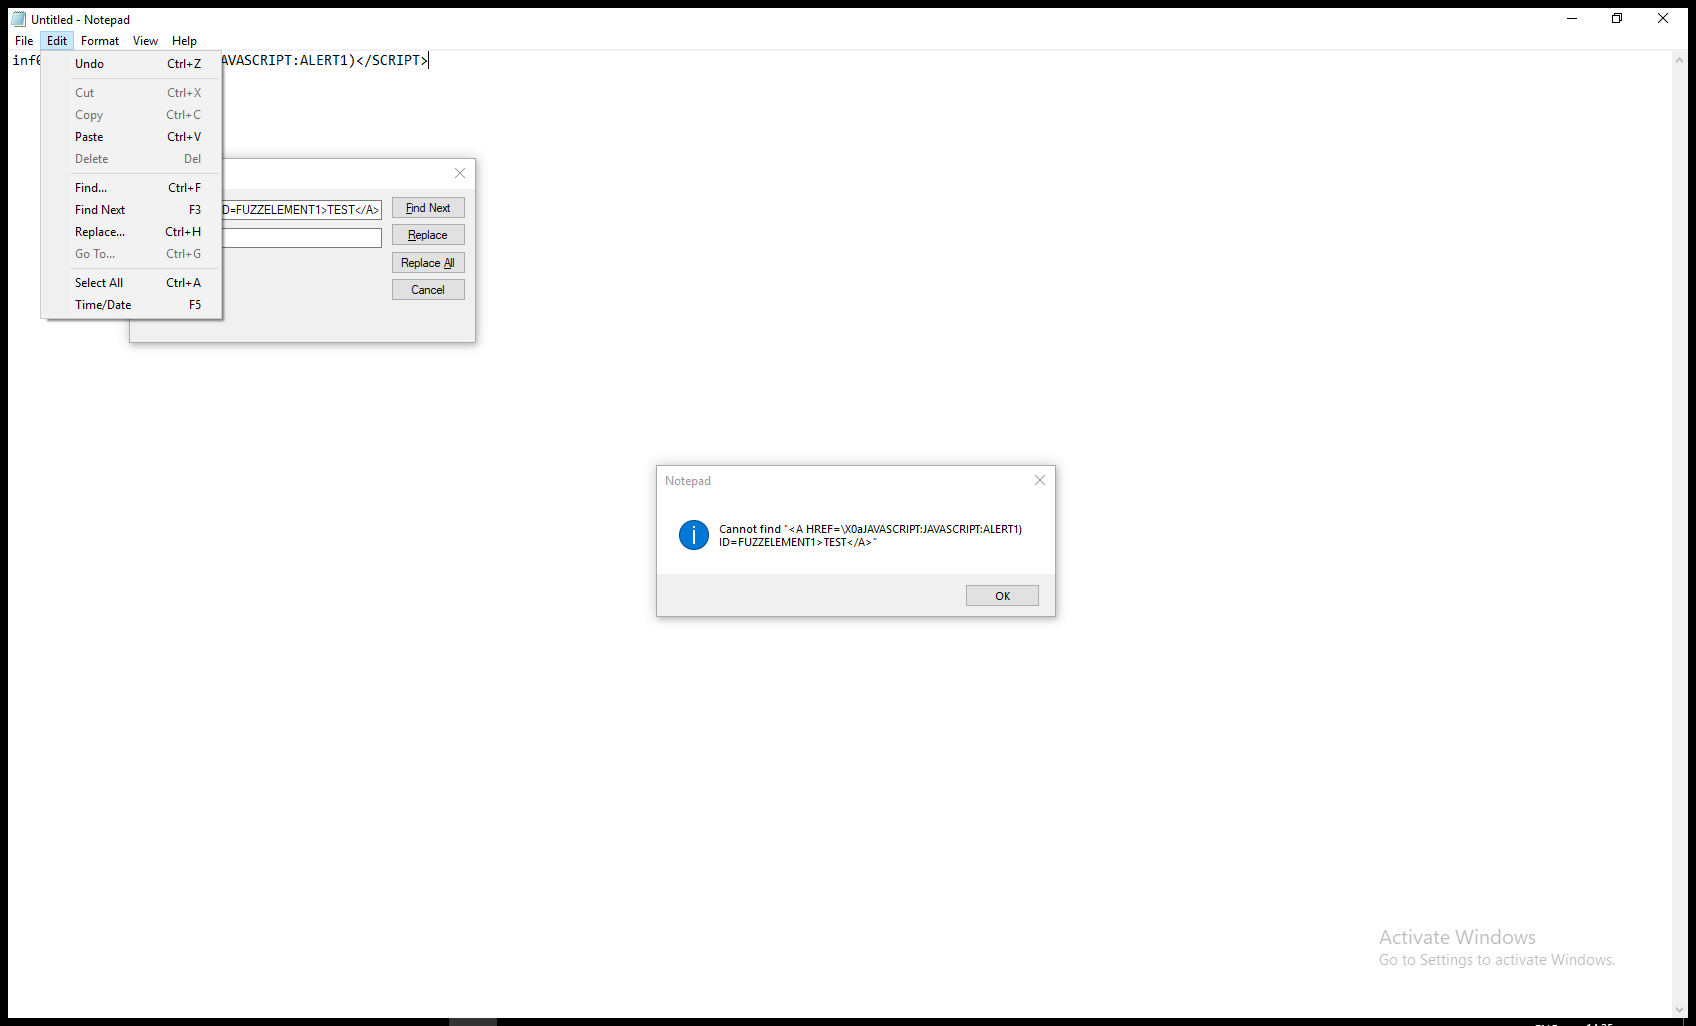 Untitled - Notepad
File Edit Format View Help
AVASCRIPT:ALERT1)</SCRIPT>
Undo Ctrl+Z
Cut Ctrl+X
Copy Ctrl+C
Paste Ctrl+V
Delete Del
Find... Ctrl+F
Find Next F3
Replace... Ctrl+H
Go To... Ctrl+G
Select All Ctrl+A
Time/Date F5
D=FUZZELEMENT1>TEST</A>
Find Next
Replace
Replace All
Cancel
Notepad
Cannot find "<A HREF=\X0aJAVASCRIPT:JAVASCRIPT:ALERT1)
ID=FUZZELEMENT1>TEST</A>"
OK
Activate Windows
Go to Settings to activate Windows.